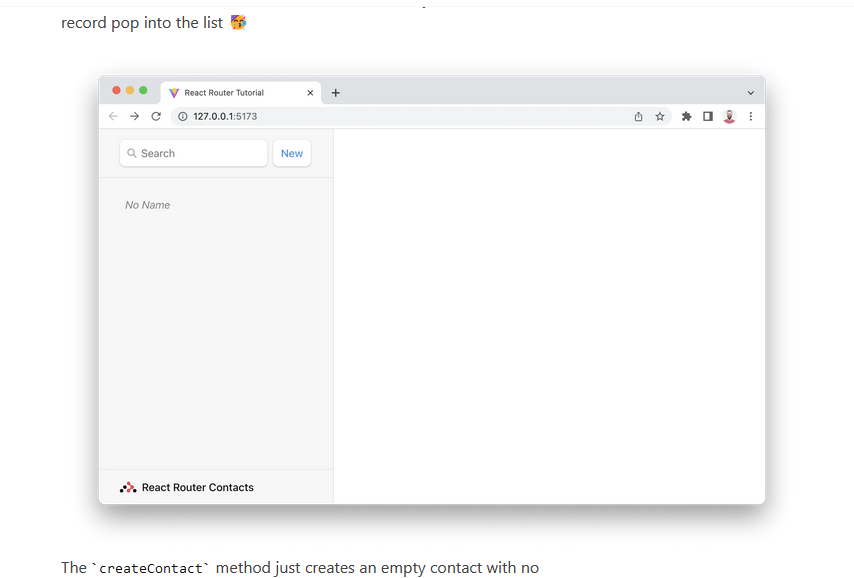 record pop into the list 🥳
React Router Tutorial
127.0.0.1:5173
Search
New
No Name
React Router Contacts
The `createContact` method just creates an empty contact with no